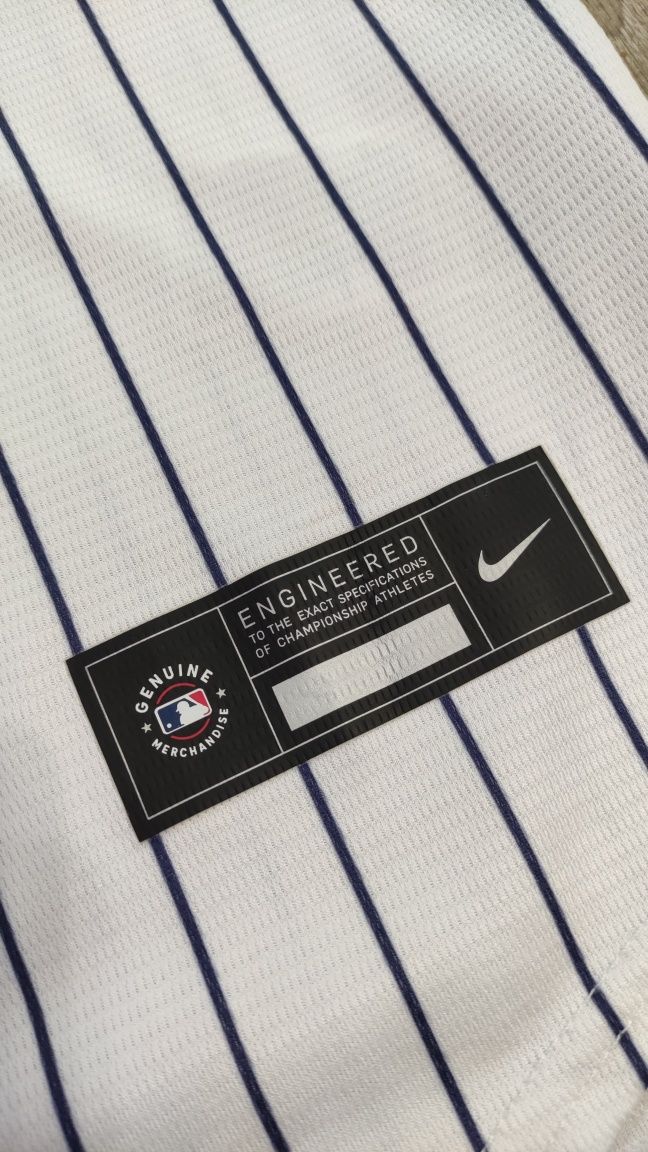 GENUINE
MERCHANDISE
ENGINEERED
TO THE EXACT SPECIFICATIONS
OF CHAMPIONSHIP ATHLETES